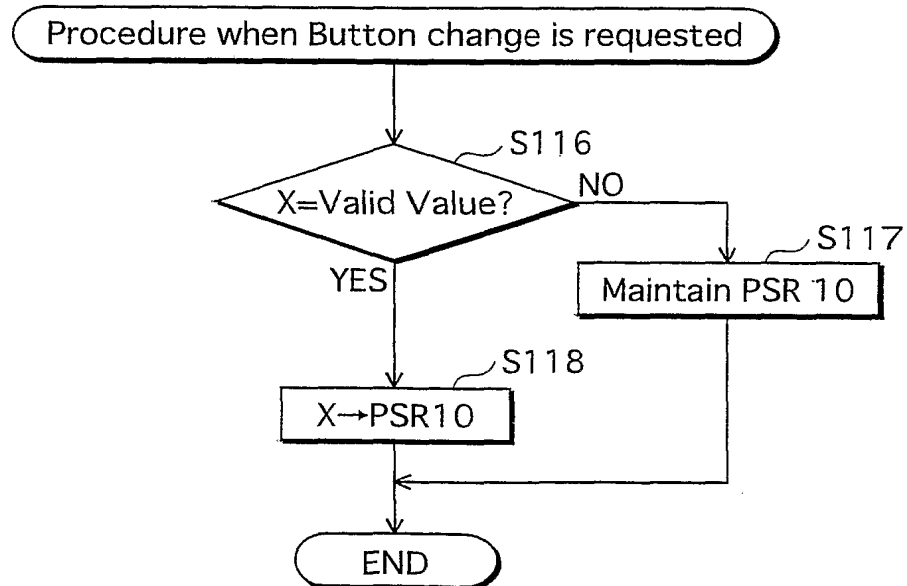 Procedure when Button change is requested
S116
X=Valid Value?
NO
S117
YES
Maintain PSR 10
S118
X→PSR10
END